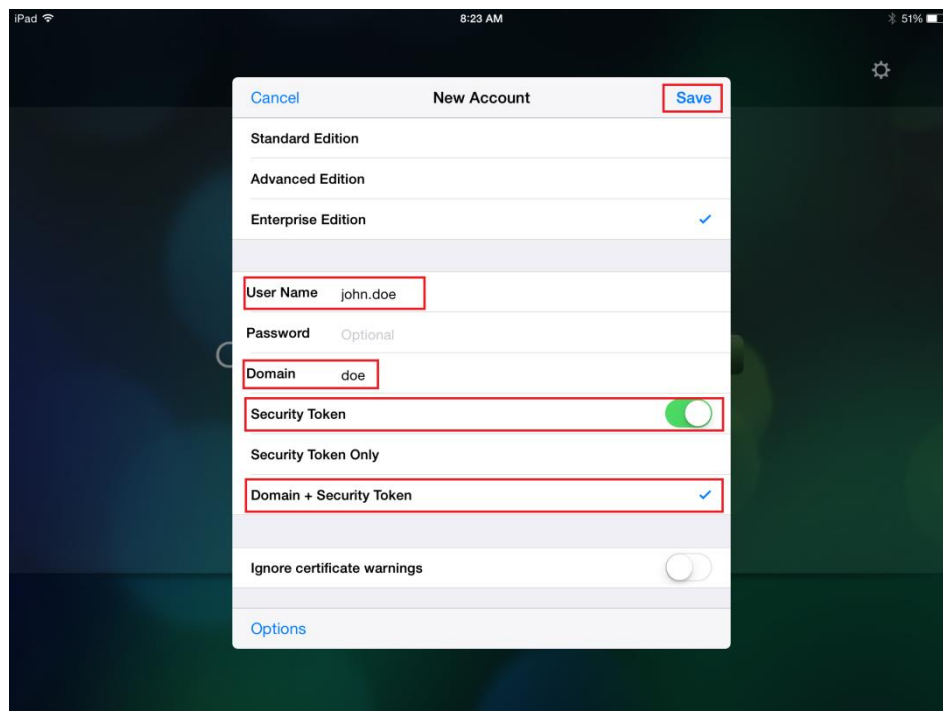 iPad 8:23 AM 51%
Cancel New Account Save
Standard Edition
Advanced Edition
Enterprise Edition
User Name john.doe
Password Optional
Domain doe
Security Token
Security Token Only
Domain + Security Token
Ignore certificate warnings
Options